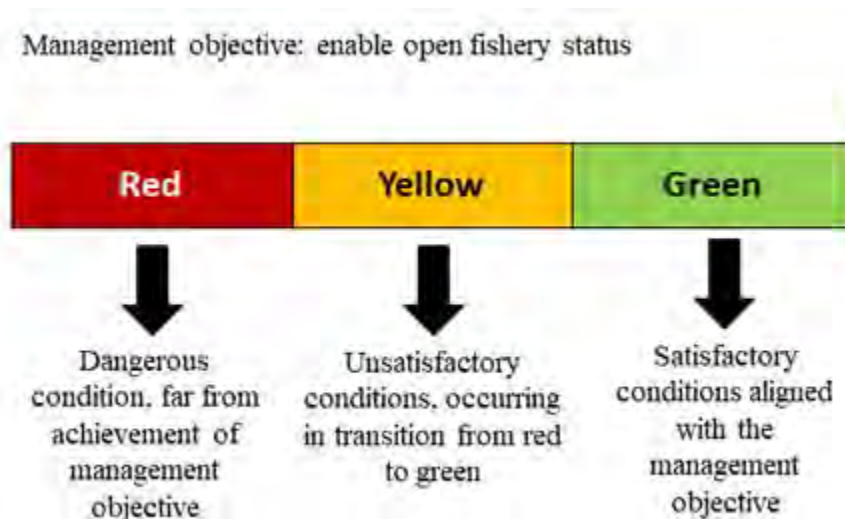 Management objective: enable open fishery status
Red
Yellow
Green
Dangerous
condition, far from
achievement of
management
objective
Unsatisfactory
conditions, occurring
in transition from red
to green
Satisfactory
conditions aligned
with the
management
objective